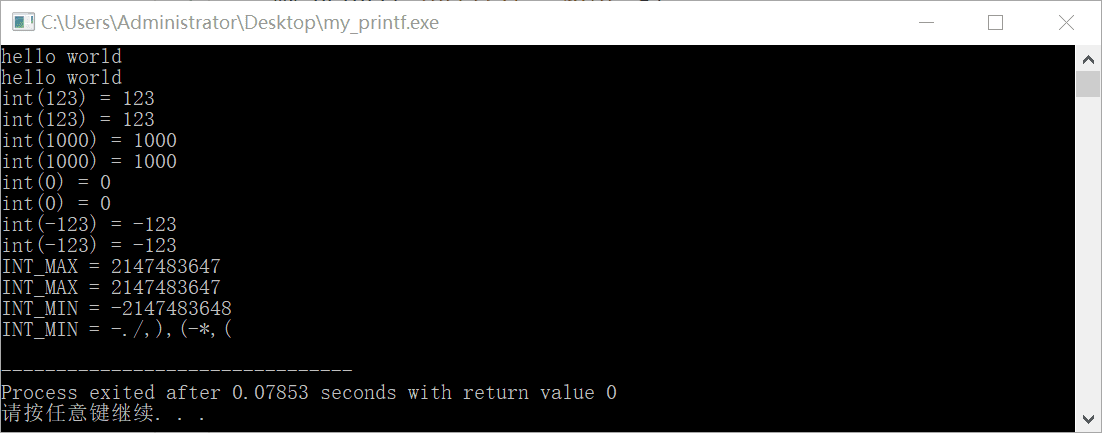 C:\Users\Administrator\Desktop\my_printf.exe
hello world
hello world
int(123) = 123
int(123) = 123
int(1000) = 1000
int(1000) = 1000
int(0) = 0
int(0) = 0
int(-123) = -123
int(-123) = -123
INT_MAX = 2147483647
INT_MAX = 2147483647
INT_MIN = -2147483648
INT_MIN = -./,),(-*,(
--------------------------------
Process exited after 0.07853 seconds with return value 0
请按任意键继续. . .